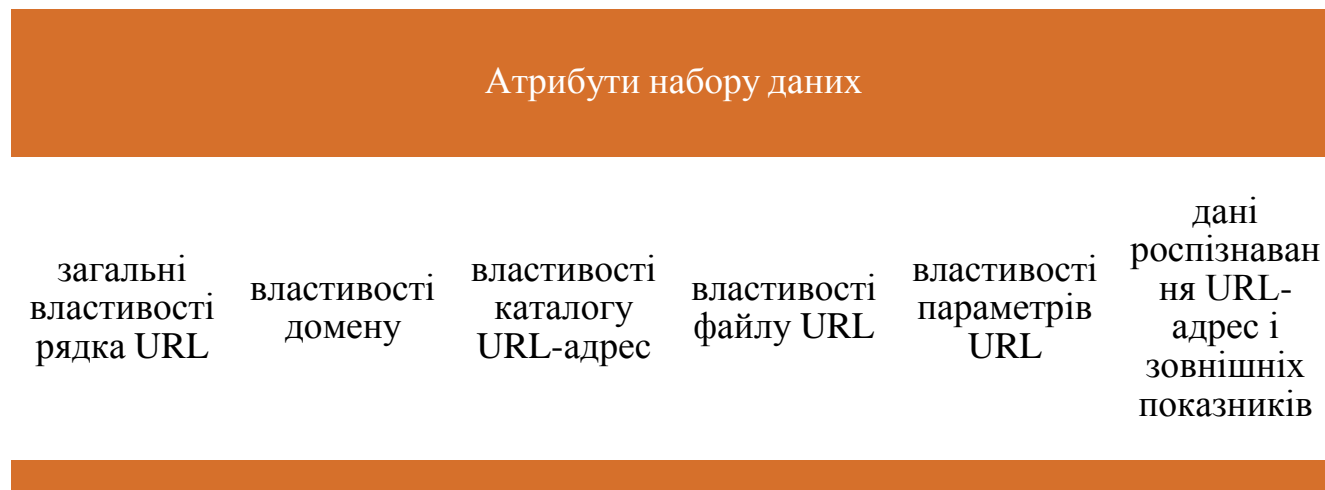 Атрибути набору даних
загальні
властивості
рядка URL
властивості
домену
властивості
каталогу
URL-адрес
властивості
файлу URL
властивості
параметрів
URL
дані
роспізнаван
ня URL-
адрес і
зовнішніх
показників